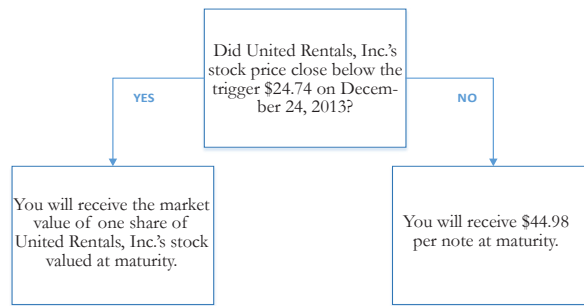 Did United Rentals, Inc.'s
stock price close below the
trigger $24.74 on Decem-
ber 24, 2013?
YES
NO
You will receive the market
value of one share of
United Rentals, Inc.'s stock
valued at maturity.
You will receive $44.98
per note at maturity.